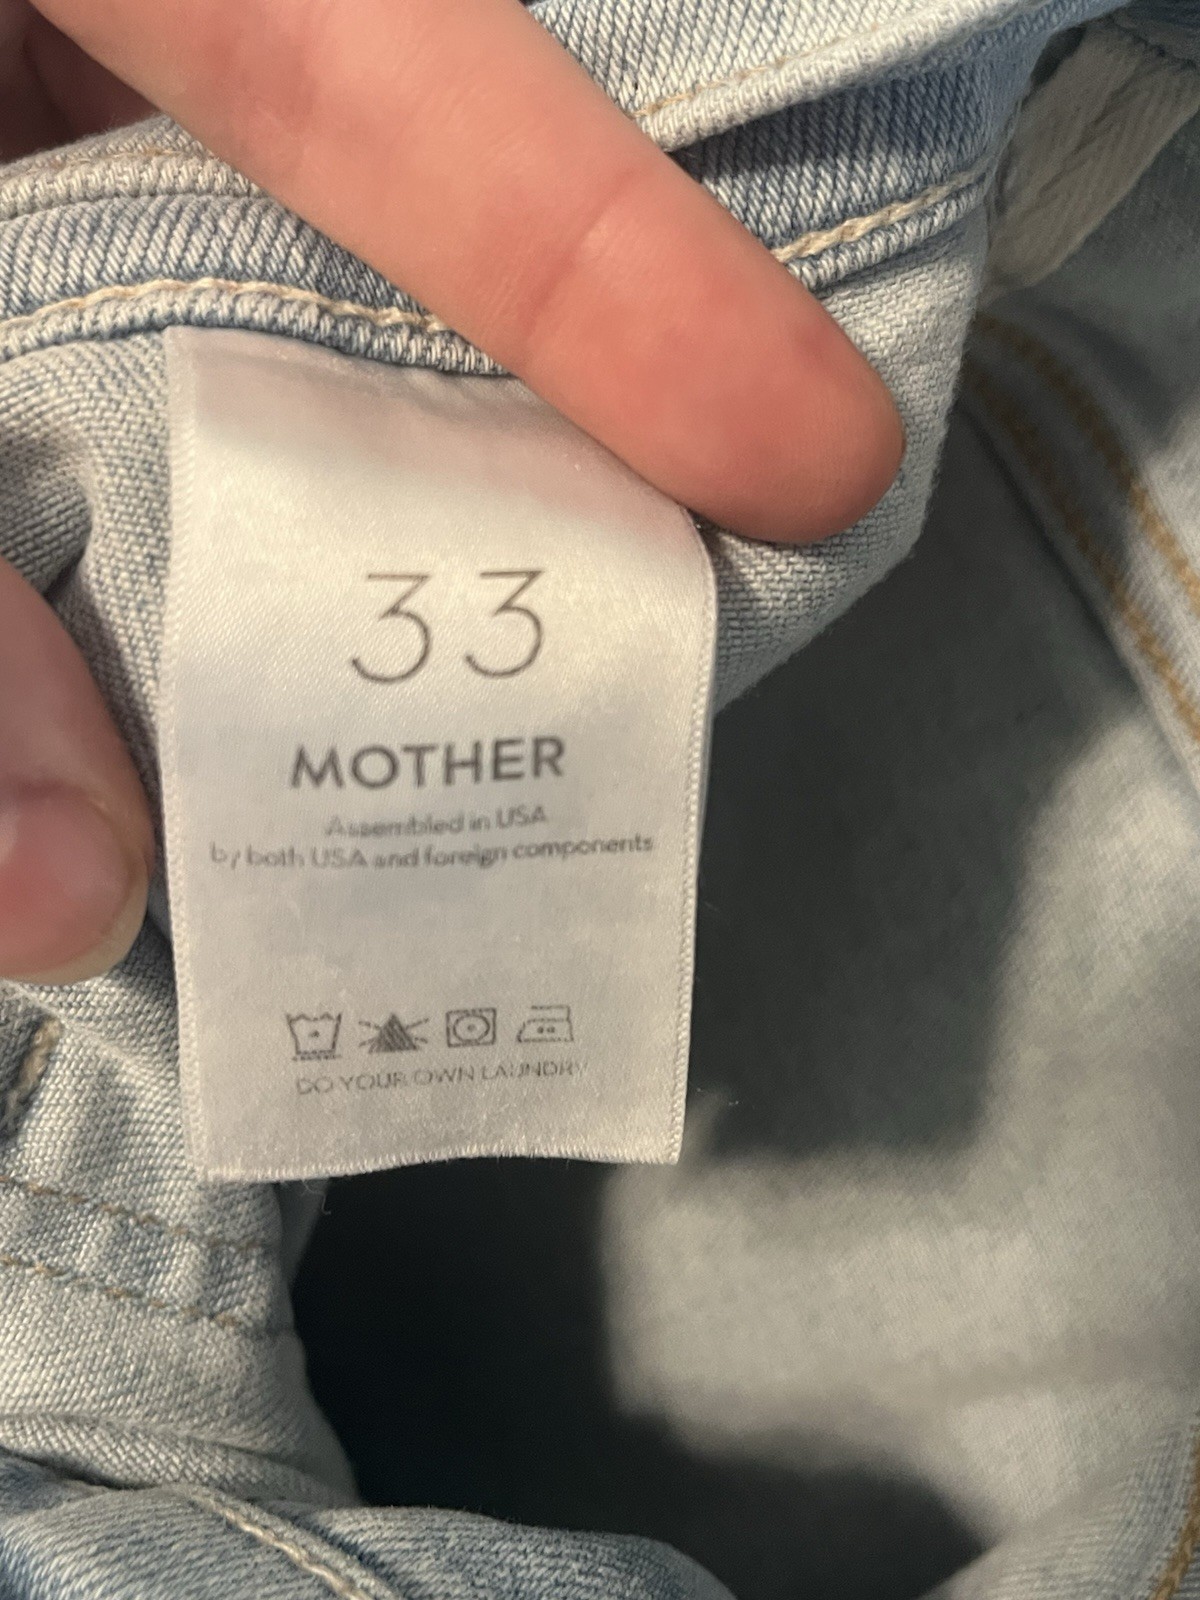 33
MOTHER
Assembled in USA
by both USA and foreign components
DO YOUR OWN LAUNDRY